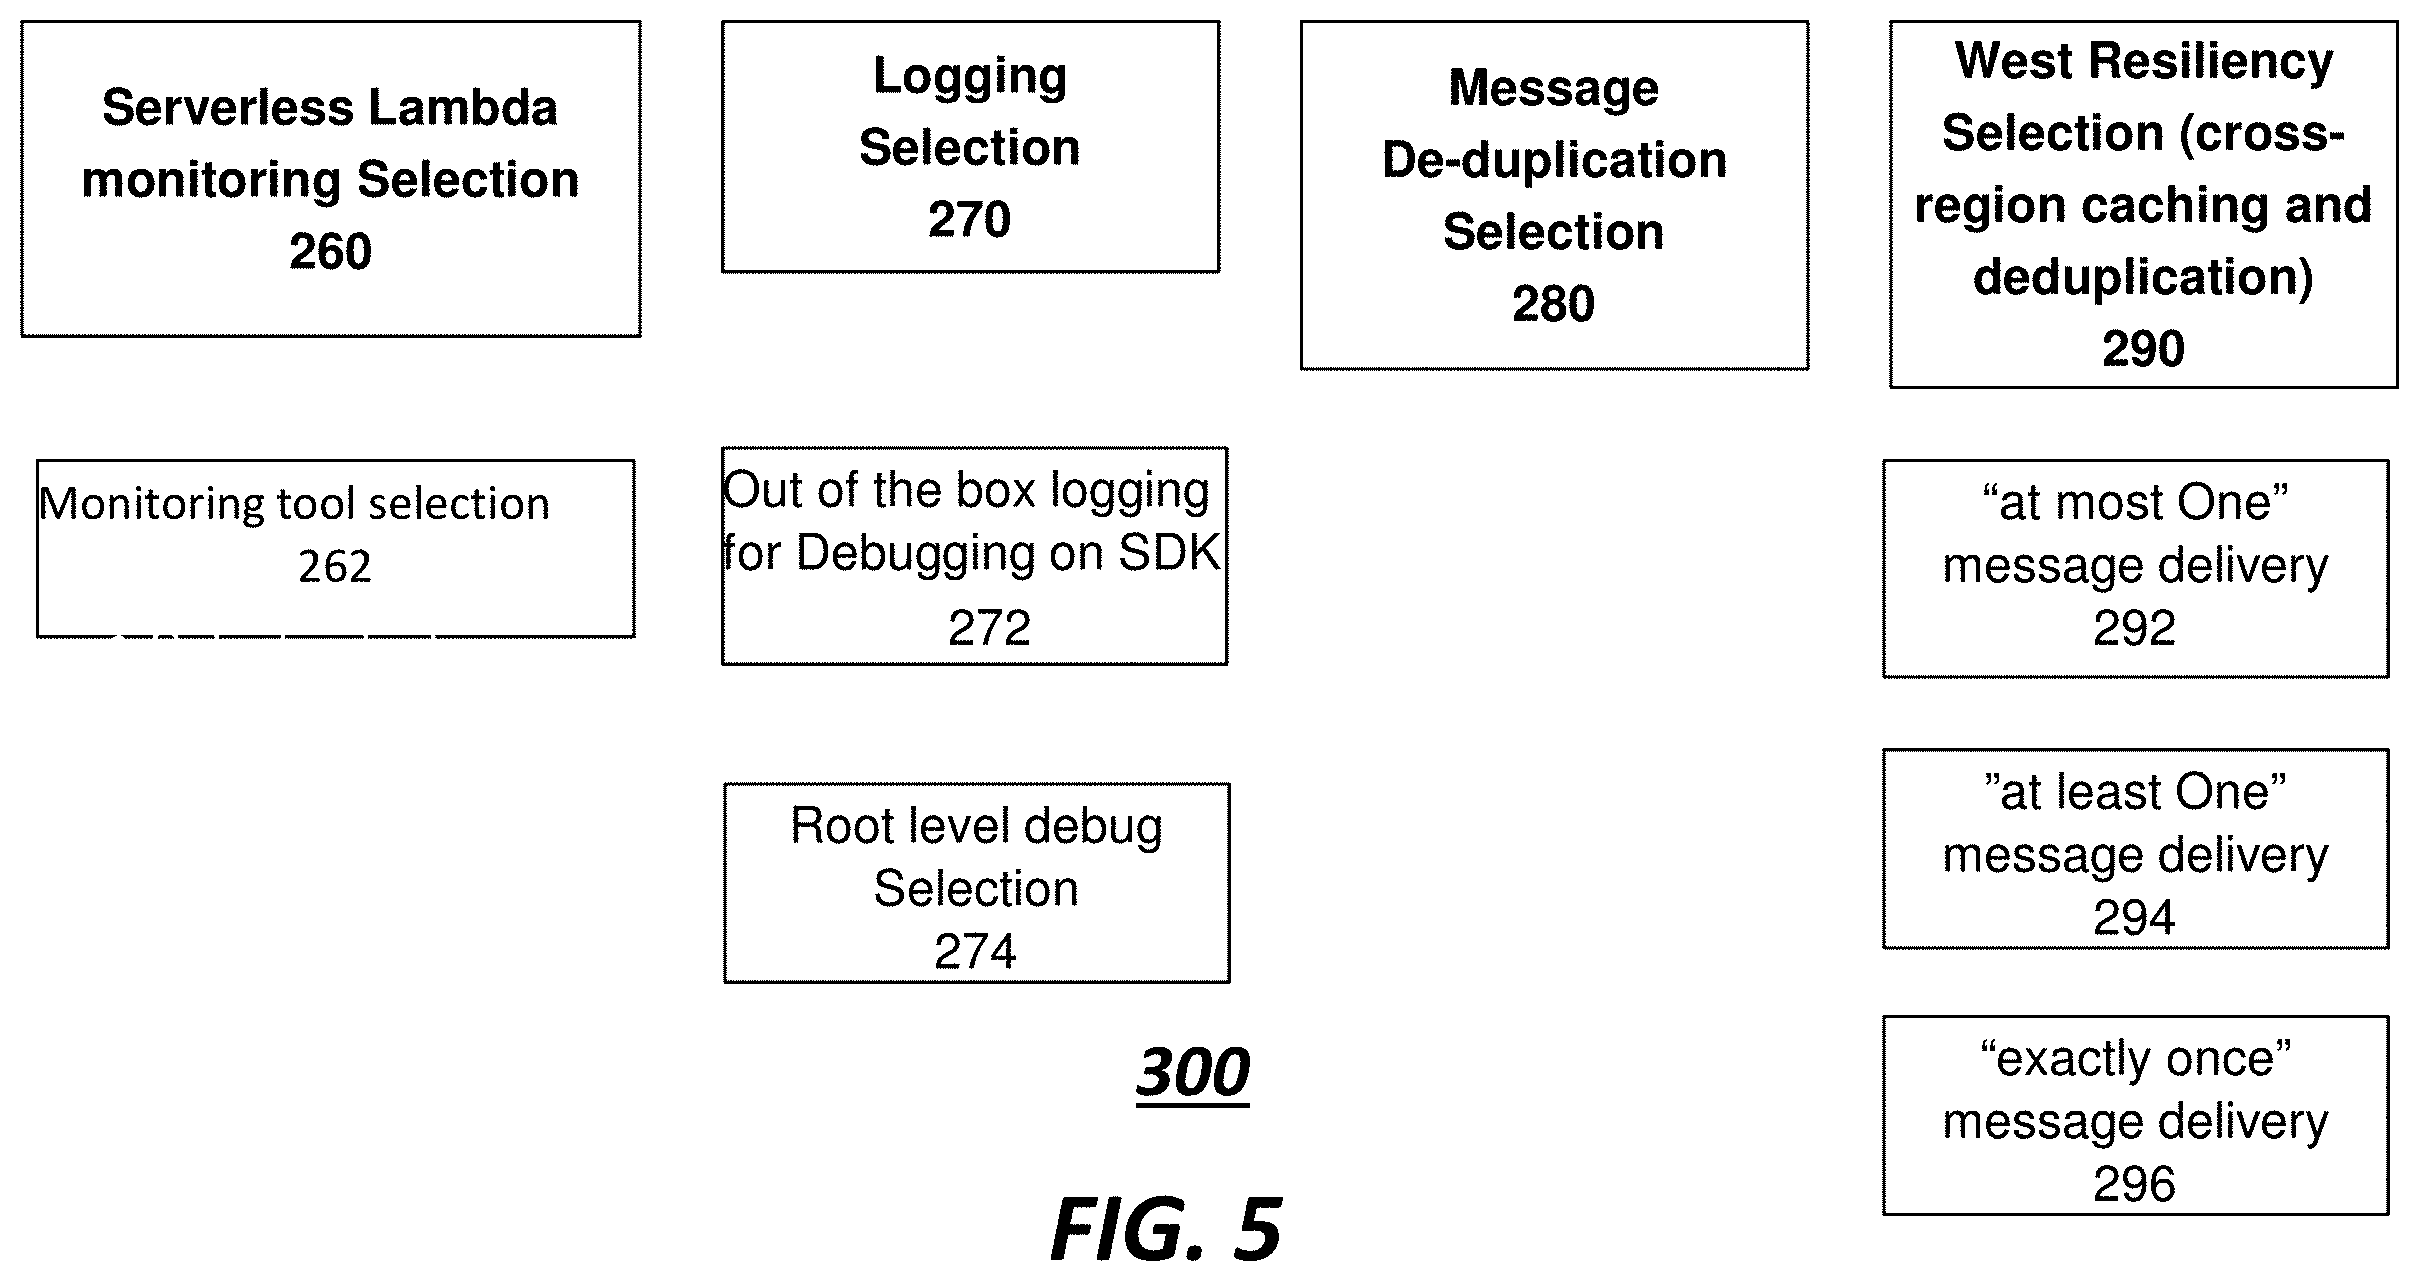 Serverless Lambda
monitoring Selection
260
Logging
Selection
270
Message
De-duplication
Selection
280
West Resiliency
Selection (cross-
region caching and
deduplication)
290
Monitoring tool selection
262
Out of the box logging
for Debugging on SDK
272
Root level debug
Selection
274
“at most One”
message delivery
292
”at least One”
message delivery
294
“exactly once”
message delivery
296
300
FIG. 5